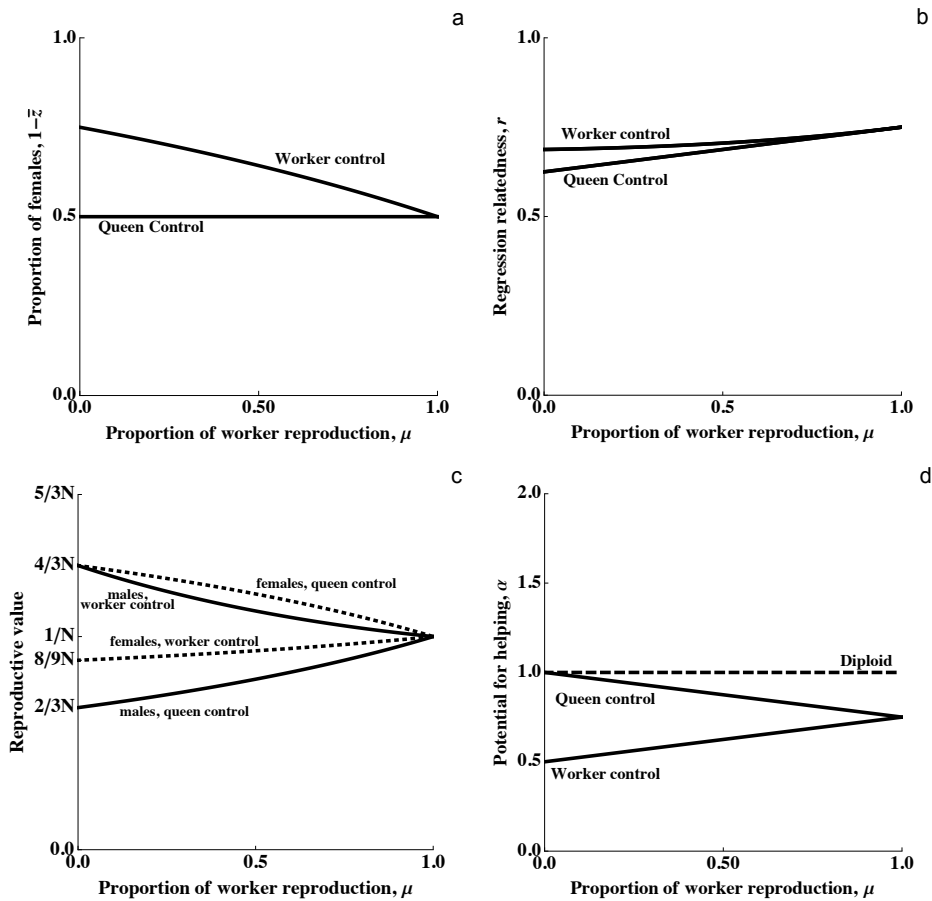 a
1.0
0.5
0.0
0.0
0.50
1.0
Proportion of females, 1−z̄
Worker control
Queen Control
Proportion of worker reproduction, μ
b
1.0
0.5
0.0
0.0
0.5
1.0
Regression relatedness, r
Worker control
Queen Control
Proportion of worker reproduction, μ
c
5/3N
4/3N
1/N
8/9N
2/3N
0.0
0.0
0.5
1.0
Reproductive value
females, queen control
males,
worker control
females, worker control
males, queen control
Proportion of worker reproduction, μ
d
2.0
1.5
1.0
0.5
0.0
0.0
0.50
1.0
Potential for helping, α
Diploid
Queen control
Worker control
Proportion of worker reproduction, μ